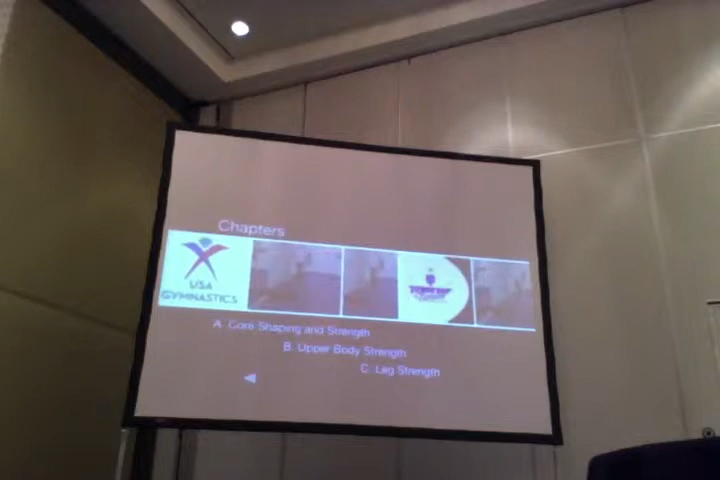 Chapters
USA
GYMNASTICS
A. Core Shaping and Strength
B. Upper Body Strength
C. Leg Strength